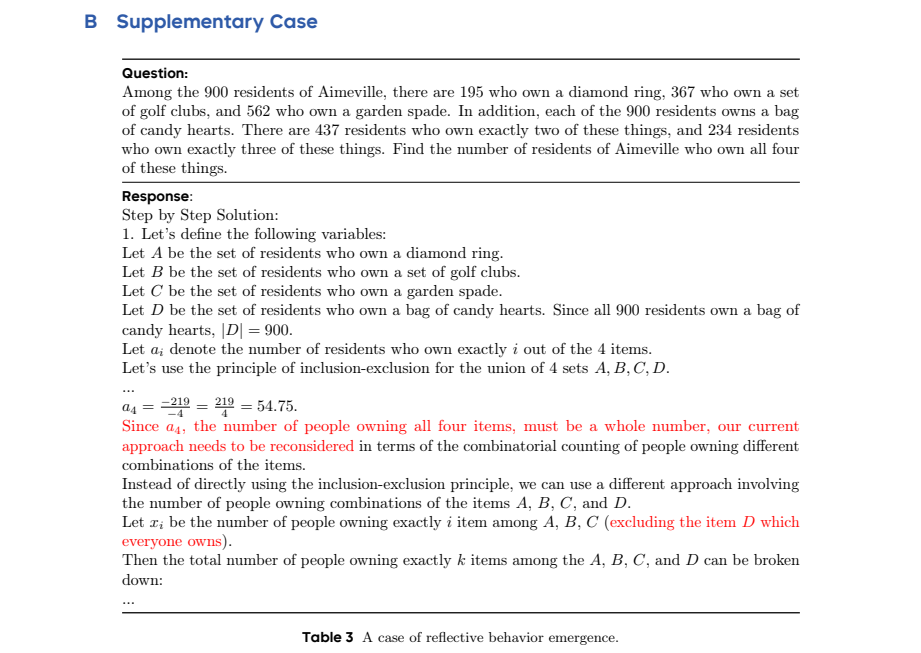 B Supplementary Case
Question:
Among the 900 residents of Aimeville, there are 195 who own a diamond ring, 367 who own a set
of golf clubs, and 562 who own a garden spade. In addition, each of the 900 residents owns a bag
of candy hearts. There are 437 residents who own exactly two of these things, and 234 residents
who own exactly three of these things. Find the number of residents of Aimeville who own all four
of these things.
Response:
Step by Step Solution:
1. Let's define the following variables:
Let A be the set of residents who own a diamond ring.
Let B be the set of residents who own a set of golf clubs.
Let C be the set of residents who own a garden spade.
Let D be the set of residents who own a bag of candy hearts. Since all 900 residents own a bag of
candy hearts, |D| = 900.
Let aᵢ denote the number of residents who own exactly i out of the 4 items.
Let's use the principle of inclusion-exclusion for the union of 4 sets A, B, C, D.
...
a₄ = −219/−4 = 219/4 = 54.75.
Since a₄, the number of people owning all four items, must be a whole number, our current
approach needs to be reconsidered in terms of the combinatorial counting of people owning different
combinations of the items.
Instead of directly using the inclusion-exclusion principle, we can use a different approach involving
the number of people owning combinations of the items A, B, C, and D.
Let xᵢ be the number of people owning exactly i item among A, B, C (excluding the item D which
everyone owns).
Then the total number of people owning exactly k items among the A, B, C, and D can be broken
down:
...
Table 3 A case of reflective behavior emergence.